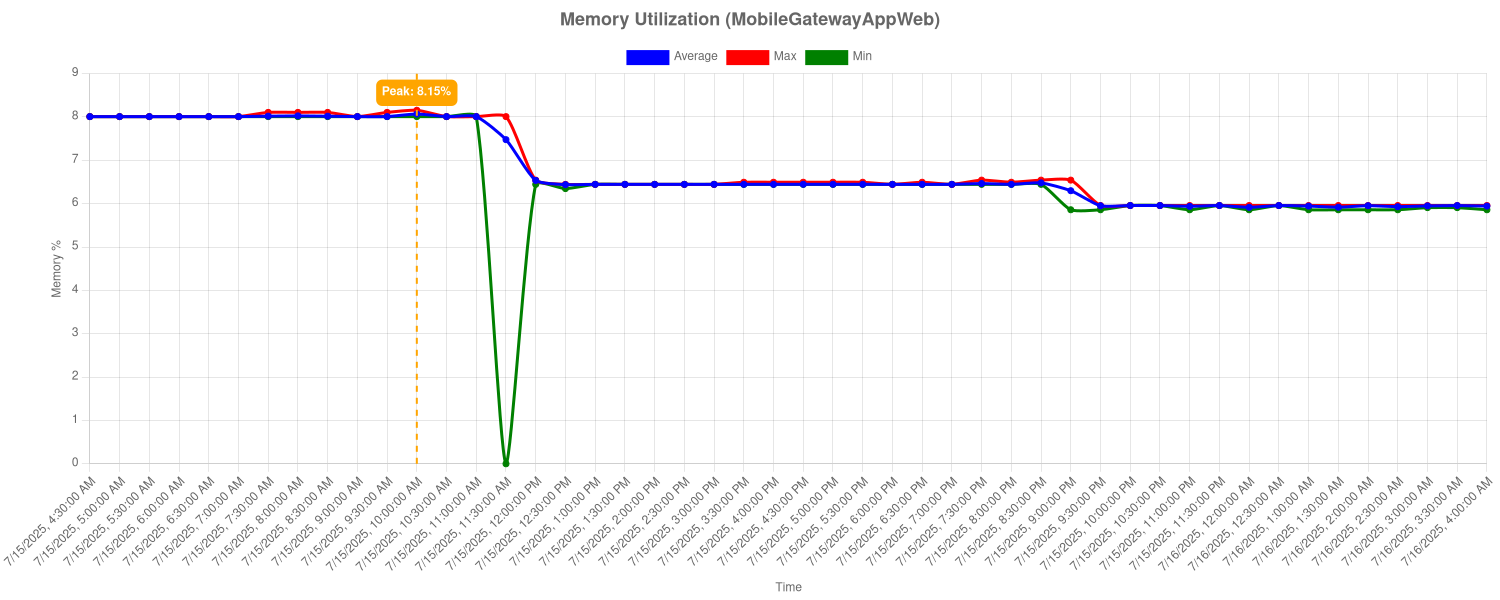 Memory Utilization (MobileGatewayAppWeb)
Average Max Min
Peak: 8.15%
9
8
7
6
5
4
3
2
1
0
Memory %
7/15/2025, 4:30:00 AM
7/15/2025, 5:00:00 AM
7/15/2025, 5:30:00 AM
7/15/2025, 6:00:00 AM
7/15/2025, 6:30:00 AM
7/15/2025, 7:00:00 AM
7/15/2025, 7:30:00 AM
7/15/2025, 8:00:00 AM
7/15/2025, 8:30:00 AM
7/15/2025, 9:00:00 AM
7/15/2025, 9:30:00 AM
7/15/2025, 10:00:00 AM
7/15/2025, 10:30:00 AM
7/15/2025, 11:00:00 AM
7/15/2025, 11:30:00 AM
7/15/2025, 12:00:00 PM
7/15/2025, 12:30:00 PM
7/15/2025, 1:00:00 PM
7/15/2025, 1:30:00 PM
7/15/2025, 2:00:00 PM
7/15/2025, 2:30:00 PM
7/15/2025, 3:00:00 PM
7/15/2025, 3:30:00 PM
7/15/2025, 4:00:00 PM
7/15/2025, 4:30:00 PM
7/15/2025, 5:00:00 PM
7/15/2025, 5:30:00 PM
7/15/2025, 6:00:00 PM
7/15/2025, 6:30:00 PM
7/15/2025, 7:00:00 PM
7/15/2025, 7:30:00 PM
7/15/2025, 8:00:00 PM
7/15/2025, 8:30:00 PM
7/15/2025, 9:00:00 PM
7/15/2025, 9:30:00 PM
7/15/2025, 10:00:00 PM
7/15/2025, 10:30:00 PM
7/15/2025, 11:00:00 PM
7/15/2025, 11:30:00 PM
7/16/2025, 12:00:00 AM
7/16/2025, 12:30:00 AM
7/16/2025, 1:00:00 AM
7/16/2025, 1:30:00 AM
7/16/2025, 2:00:00 AM
7/16/2025, 2:30:00 AM
7/16/2025, 3:00:00 AM
7/16/2025, 3:30:00 AM
7/16/2025, 4:00:00 AM
Time